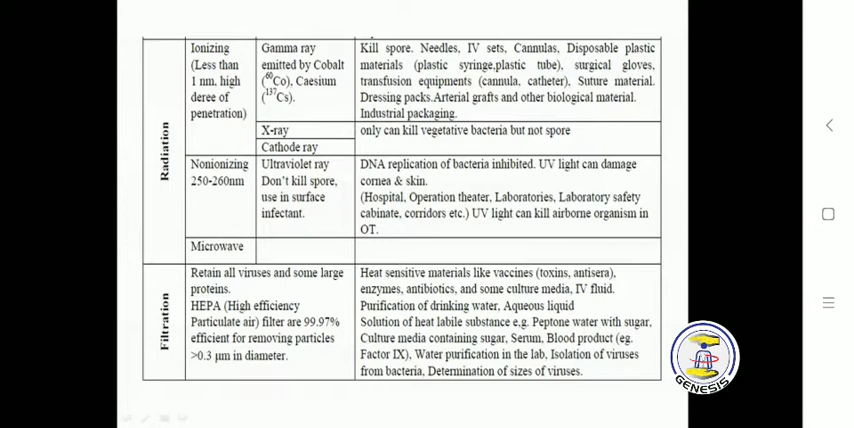 Radiation
Ionizing
(Less than
1 nm, high
deree of
penetration)
Gamma ray
emitted by Cobalt
(⁶⁰Co), Caesium
(¹³⁷Cs).
Kill spore. Needles, IV sets, Cannulas, Disposable plastic
materials (plastic syringe,plastic tube), surgical gloves,
transfusion equipments (cannula, catheter), Suture material.
Dressing packs.Arterial grafts and other biological material.
Industrial packaging.
X-ray
only can kill vegetative bacteria but not spore
Cathode ray
Nonionizing
250-260nm
Ultraviolet ray
Don't kill spore,
use in surface
infectant.
DNA replication of bacteria inhibited. UV light can damage
cornea & skin.
(Hospital, Operation theater, Laboratories, Laboratory safety
cabinate, corridors etc.) UV light can kill airborne organism in
OT.
Microwave
Filtration
Retain all viruses and some large
proteins.
HEPA (High efficiency
Particulate air) filter are 99.97%
efficient for removing particles
>0.3 μm in diameter.
Heat sensitive materials like vaccines (toxins, antisera),
enzymes, antibiotics, and some culture media, IV fluid.
Purification of drinking water, Aqueous liquid
Solution of heat labile substance e,g. Peptone water with sugar,
Culture media containing sugar, Serum, Blood product (eg.
Factor IX), Water purification in the lab, Isolation of viruses
from bacteria, Determination of sizes of viruses.
GENESIS